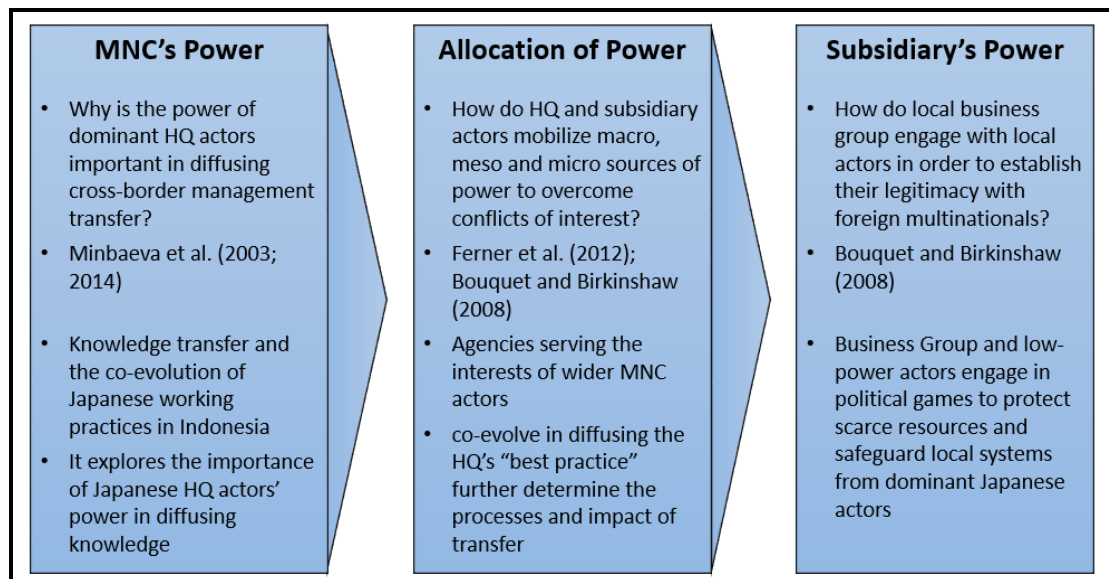 MNC's Power
• Why is the power of
dominant HQ actors
important in diffusing
cross-border management
transfer?
• Minbaeva et al. (2003;
2014)
• Knowledge transfer and
the co-evolution of
Japanese working
practices in Indonesia
• It explores the importance
of Japanese HQ actors'
power in diffusing
knowledge
Allocation of Power
• How do HQ and subsidiary
actors mobilize macro,
meso and micro sources of
power to overcome
conflicts of interest?
• Ferner et al. (2012);
Bouquet and Birkinshaw
(2008)
• Agencies serving the
interests of wider MNC
actors
• co-evolve in diffusing the
HQ's “best practice”
further determine the
processes and impact of
transfer
Subsidiary's Power
• How do local business
group engage with local
actors in order to establish
their legitimacy with
foreign multinationals?
• Bouquet and Birkinshaw
(2008)
• Business Group and low-
power actors engage in
political games to protect
scarce resources and
safeguard local systems
from dominant Japanese
actors